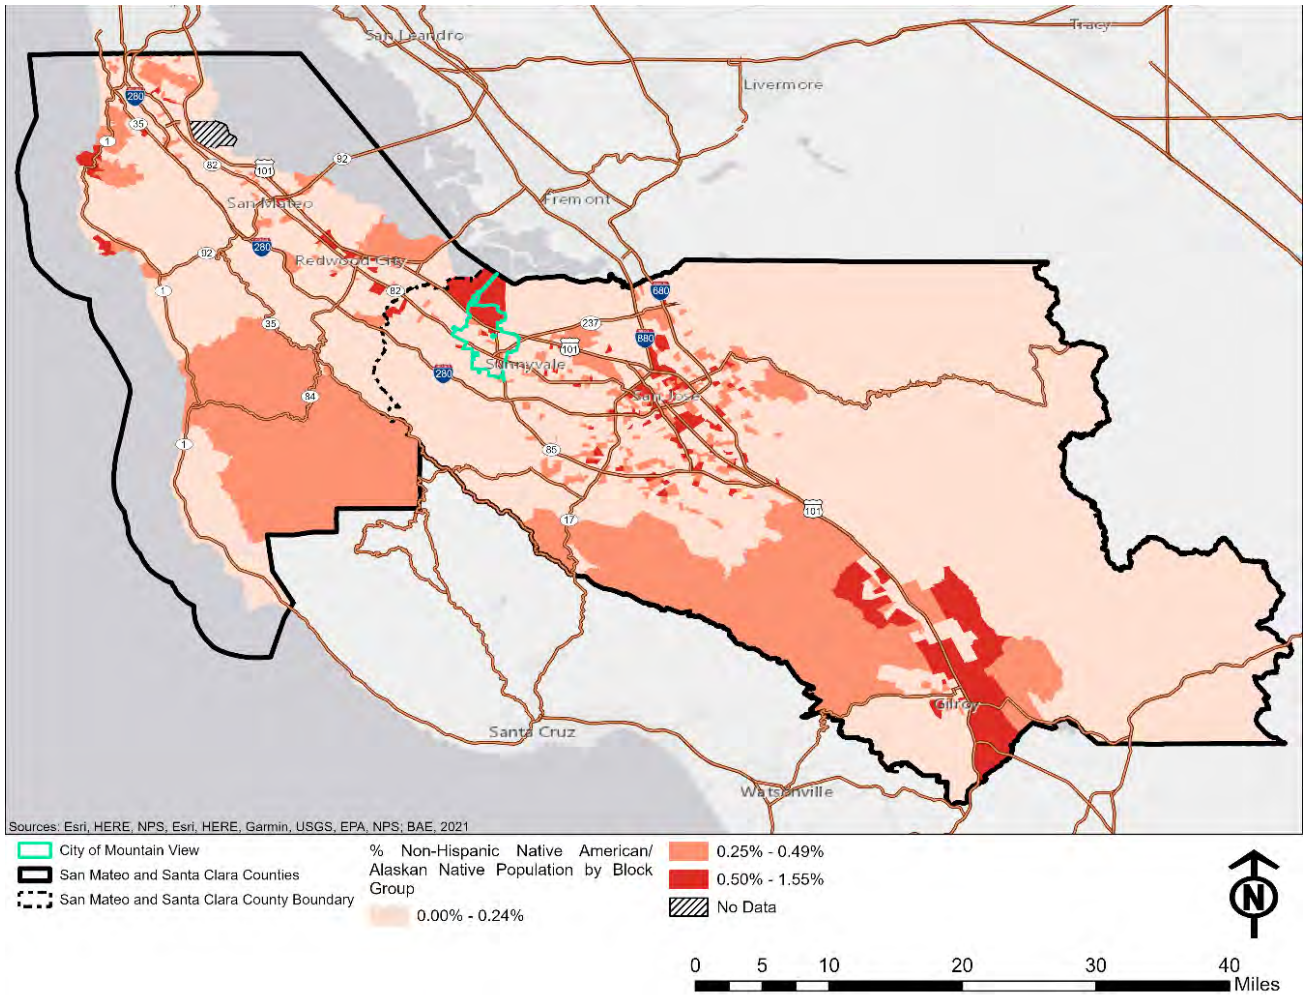 San Leandro
Tracy
Livermore
280
35
1
82
101
92
San Mateo
Fremont
92
280
Redwood City
1
82
680
35
237
880
101
Sunnyvale
280
San Jose
84
1
85
101
17
Gilroy
Santa Cruz
Watsonville
Sources: Esri, HERE, NPS, Esri, HERE, Garmin, USGS, EPA, NPS; BAE, 2021
City of Mountain View
San Mateo and Santa Clara Counties
San Mateo and Santa Clara County Boundary
% Non-Hispanic Native American/
Alaskan Native Population by Block
Group
0.00% - 0.24%
0.25% - 0.49%
0.50% - 1.55%
No Data
N
0 5 10 20 30 40
Miles